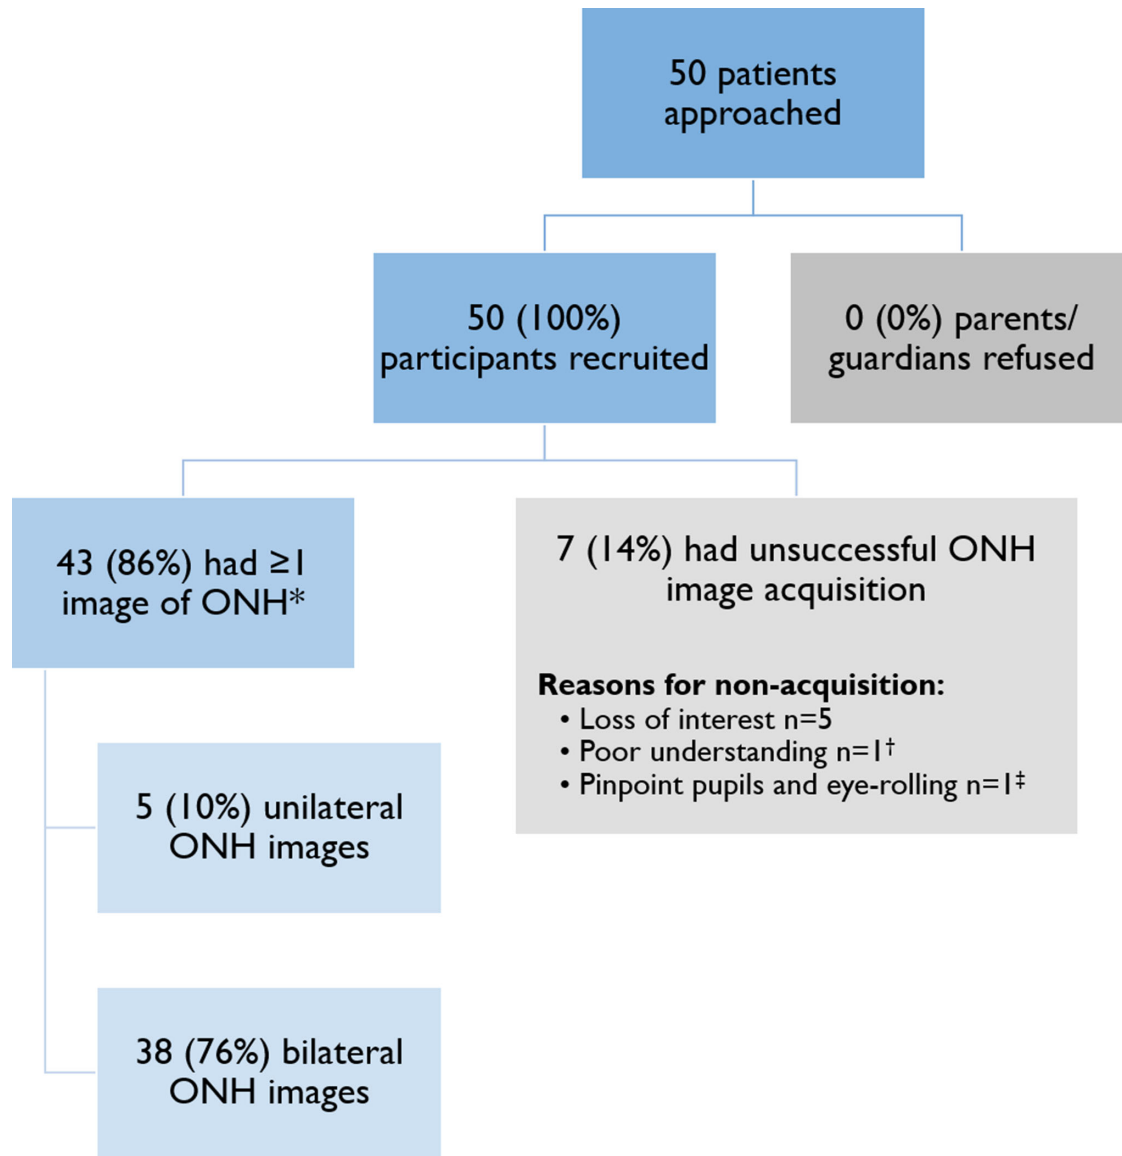 50 patients
approached
50 (100%)
participants recruited
0 (0%) parents/
guardians refused
43 (86%) had ≥1
image of ONH*
7 (14%) had unsuccessful ONH
image acquisition
Reasons for non-acquisition:
• Loss of interest n=5
• Poor understanding n=1†
• Pinpoint pupils and eye-rolling n=1‡
5 (10%) unilateral
ONH images
38 (76%) bilateral
ONH images